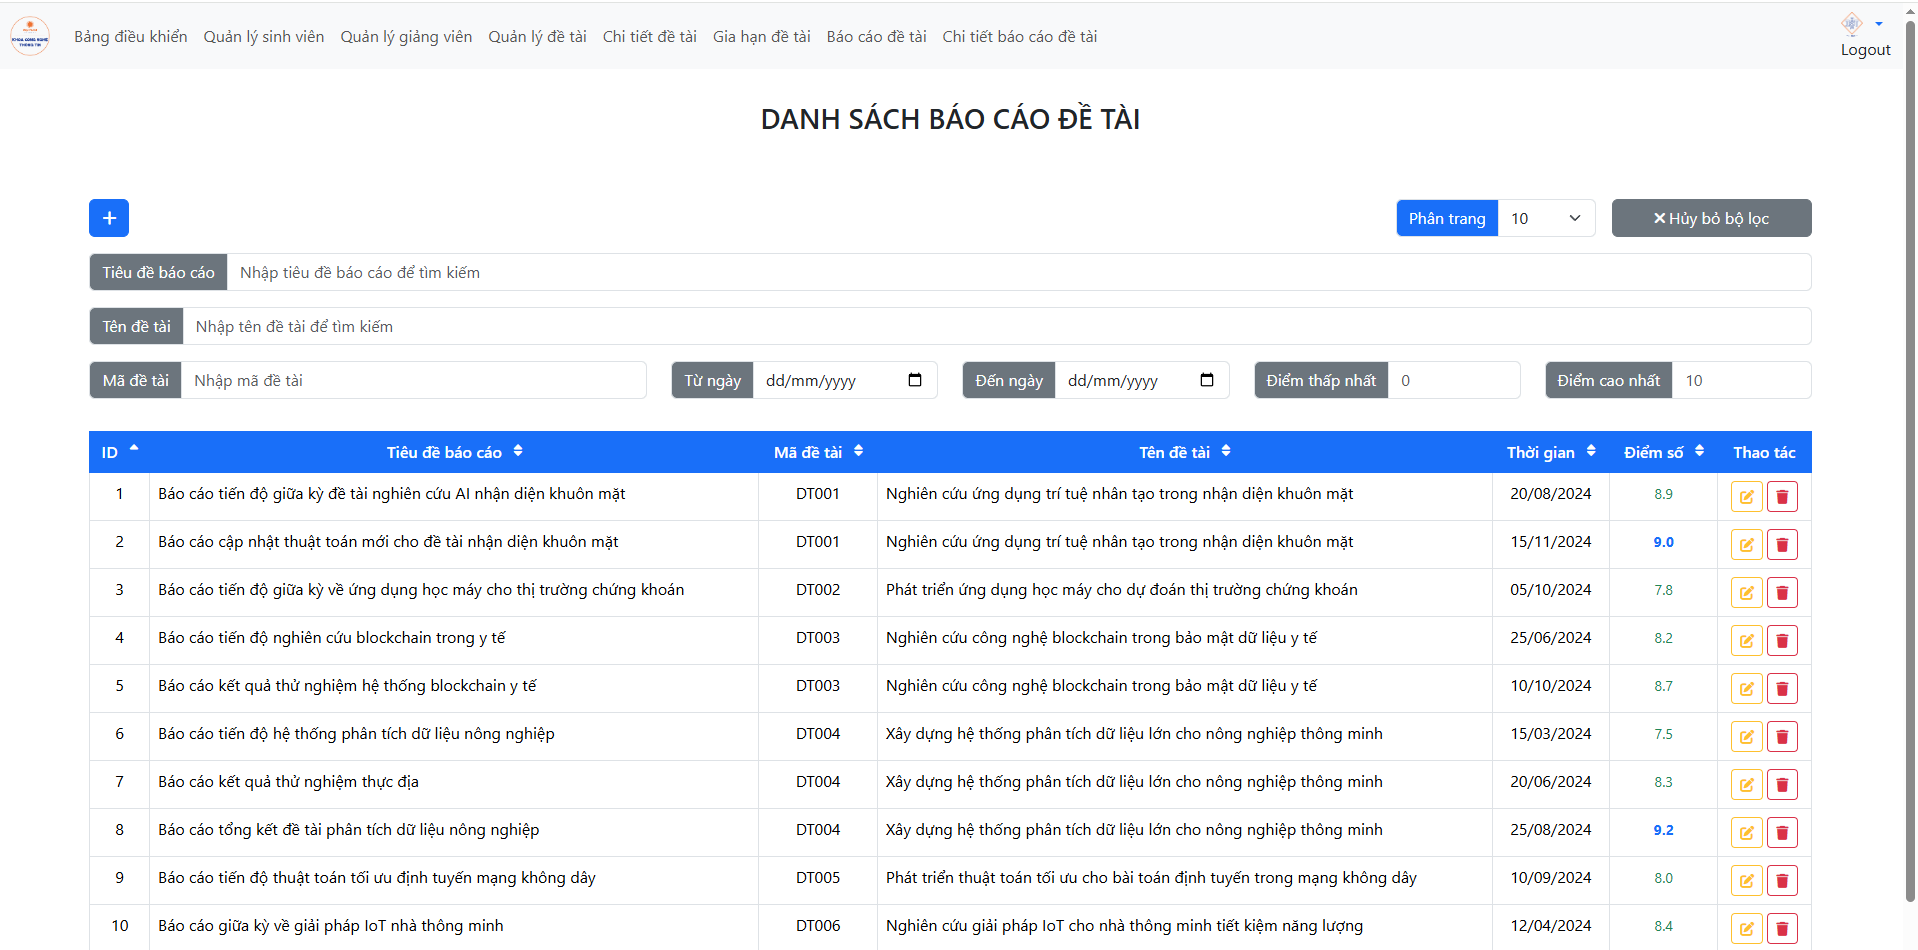 KHOA CONG NGHE
THONG TIN
Bảng điều khiển Quản lý sinh viên Quản lý giảng viên Quản lý đề tài Chi tiết đề tài Gia hạn đề tài Báo cáo đề tài Chi tiết báo cáo đề tài
Logout
DANH SÁCH BÁO CÁO ĐỀ TÀI
+ Phân trang 10 × Hủy bỏ bộ lọc
Tiêu đề báo cáo Nhập tiêu đề báo cáo để tìm kiếm
Tên đề tài Nhập tên đề tài để tìm kiếm
Mã đề tài Nhập mã đề tài Từ ngày dd/mm/yyyy Đến ngày dd/mm/yyyy Điểm thấp nhất 0 Điểm cao nhất 10
ID Tiêu đề báo cáo Mã đề tài Tên đề tài Thời gian Điểm số Thao tác
1 Báo cáo tiến độ giữa kỳ đề tài nghiên cứu AI nhận diện khuôn mặt DT001 Nghiên cứu ứng dụng trí tuệ nhân tạo trong nhận diện khuôn mặt 20/08/2024 8.9
2 Báo cáo cập nhật thuật toán mới cho đề tài nhận diện khuôn mặt DT001 Nghiên cứu ứng dụng trí tuệ nhân tạo trong nhận diện khuôn mặt 15/11/2024 9.0
3 Báo cáo tiến độ giữa kỳ về ứng dụng học máy cho thị trường chứng khoán DT002 Phát triển ứng dụng học máy cho dự đoán thị trường chứng khoán 05/10/2024 7.8
4 Báo cáo tiến độ nghiên cứu blockchain trong y tế DT003 Nghiên cứu công nghệ blockchain trong bảo mật dữ liệu y tế 25/06/2024 8.2
5 Báo cáo kết quả thử nghiệm hệ thống blockchain y tế DT003 Nghiên cứu công nghệ blockchain trong bảo mật dữ liệu y tế 10/10/2024 8.7
6 Báo cáo tiến độ hệ thống phân tích dữ liệu nông nghiệp DT004 Xây dựng hệ thống phân tích dữ liệu lớn cho nông nghiệp thông minh 15/03/2024 7.5
7 Báo cáo kết quả thử nghiệm thực địa DT004 Xây dựng hệ thống phân tích dữ liệu lớn cho nông nghiệp thông minh 20/06/2024 8.3
8 Báo cáo tổng kết đề tài phân tích dữ liệu nông nghiệp DT004 Xây dựng hệ thống phân tích dữ liệu lớn cho nông nghiệp thông minh 25/08/2024 9.2
9 Báo cáo tiến độ thuật toán tối ưu định tuyến mạng không dây DT005 Phát triển thuật toán tối ưu cho bài toán định tuyến trong mạng không dây 10/09/2024 8.0
10 Báo cáo giữa kỳ về giải pháp IoT nhà thông minh DT006 Nghiên cứu giải pháp IoT cho nhà thông minh tiết kiệm năng lượng 12/04/2024 8.4